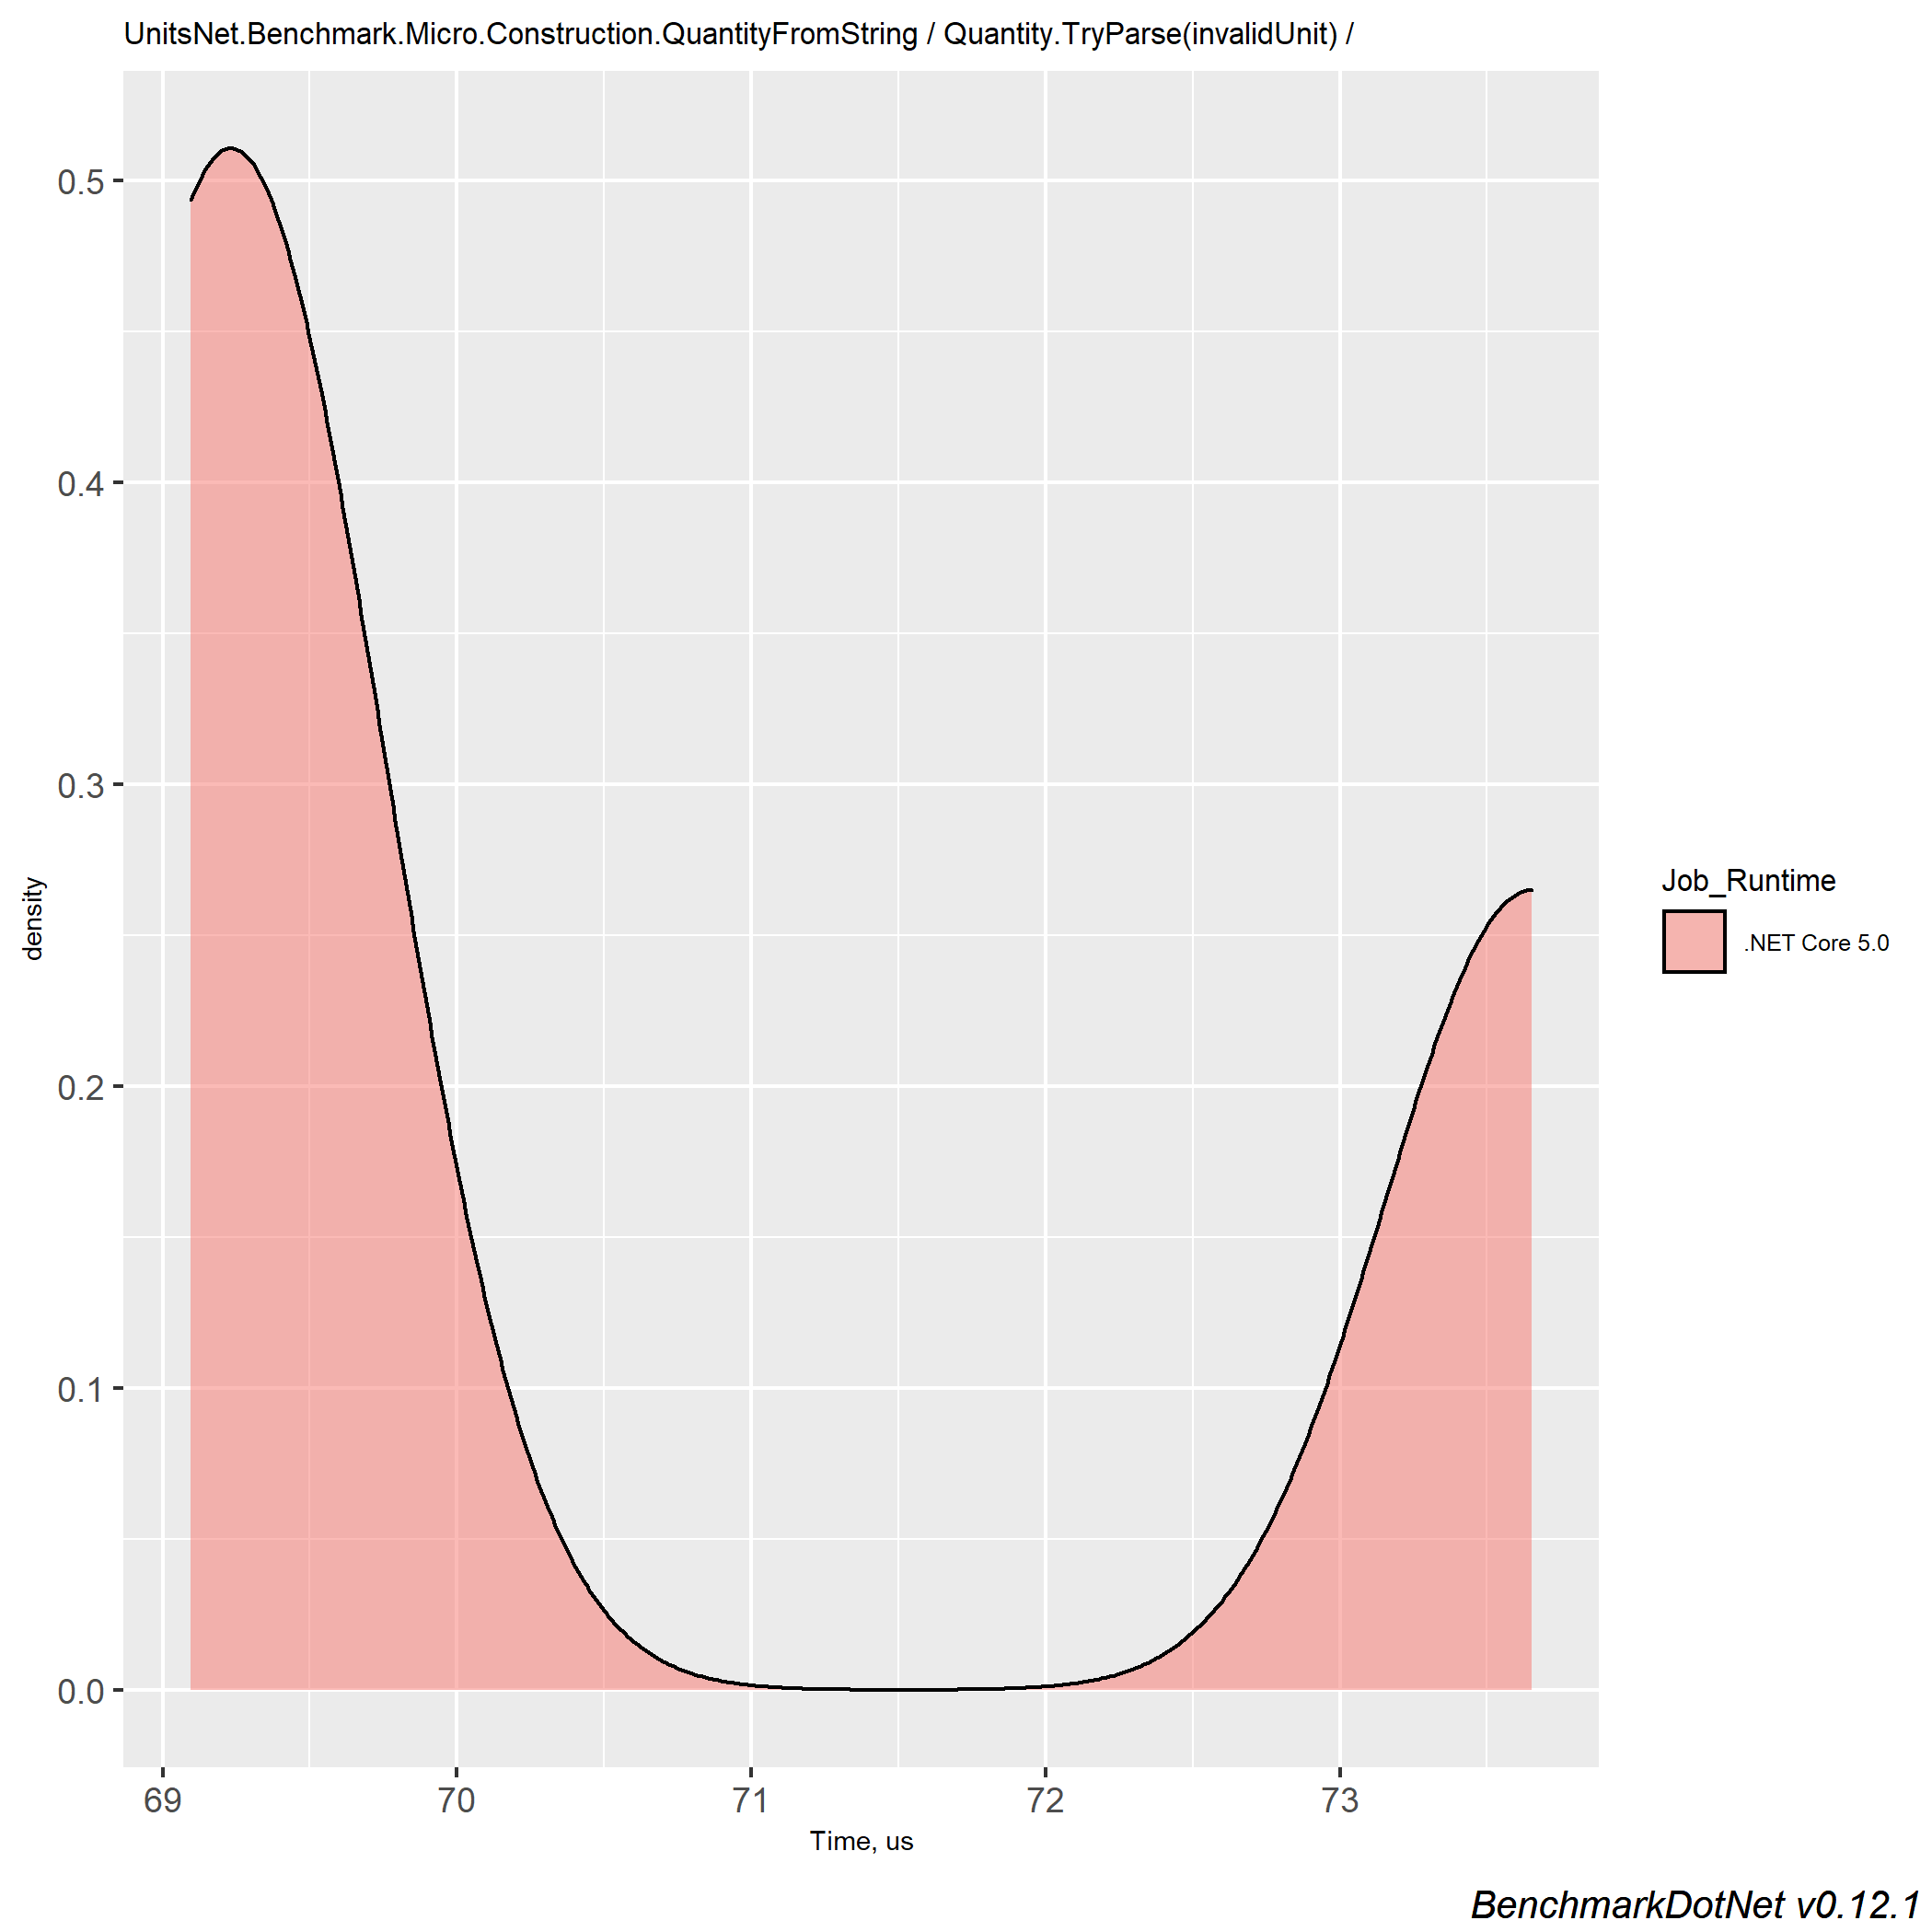 UnitsNet.Benchmark.Micro.Construction.QuantityFromString / Quantity.TryParse(invalidUnit) /
0.5
0.4
0.3
0.2
0.1
0.0
density
69 70 71 72 73
Time, us
Job_Runtime
.NET Core 5.0
BenchmarkDotNet v0.12.1